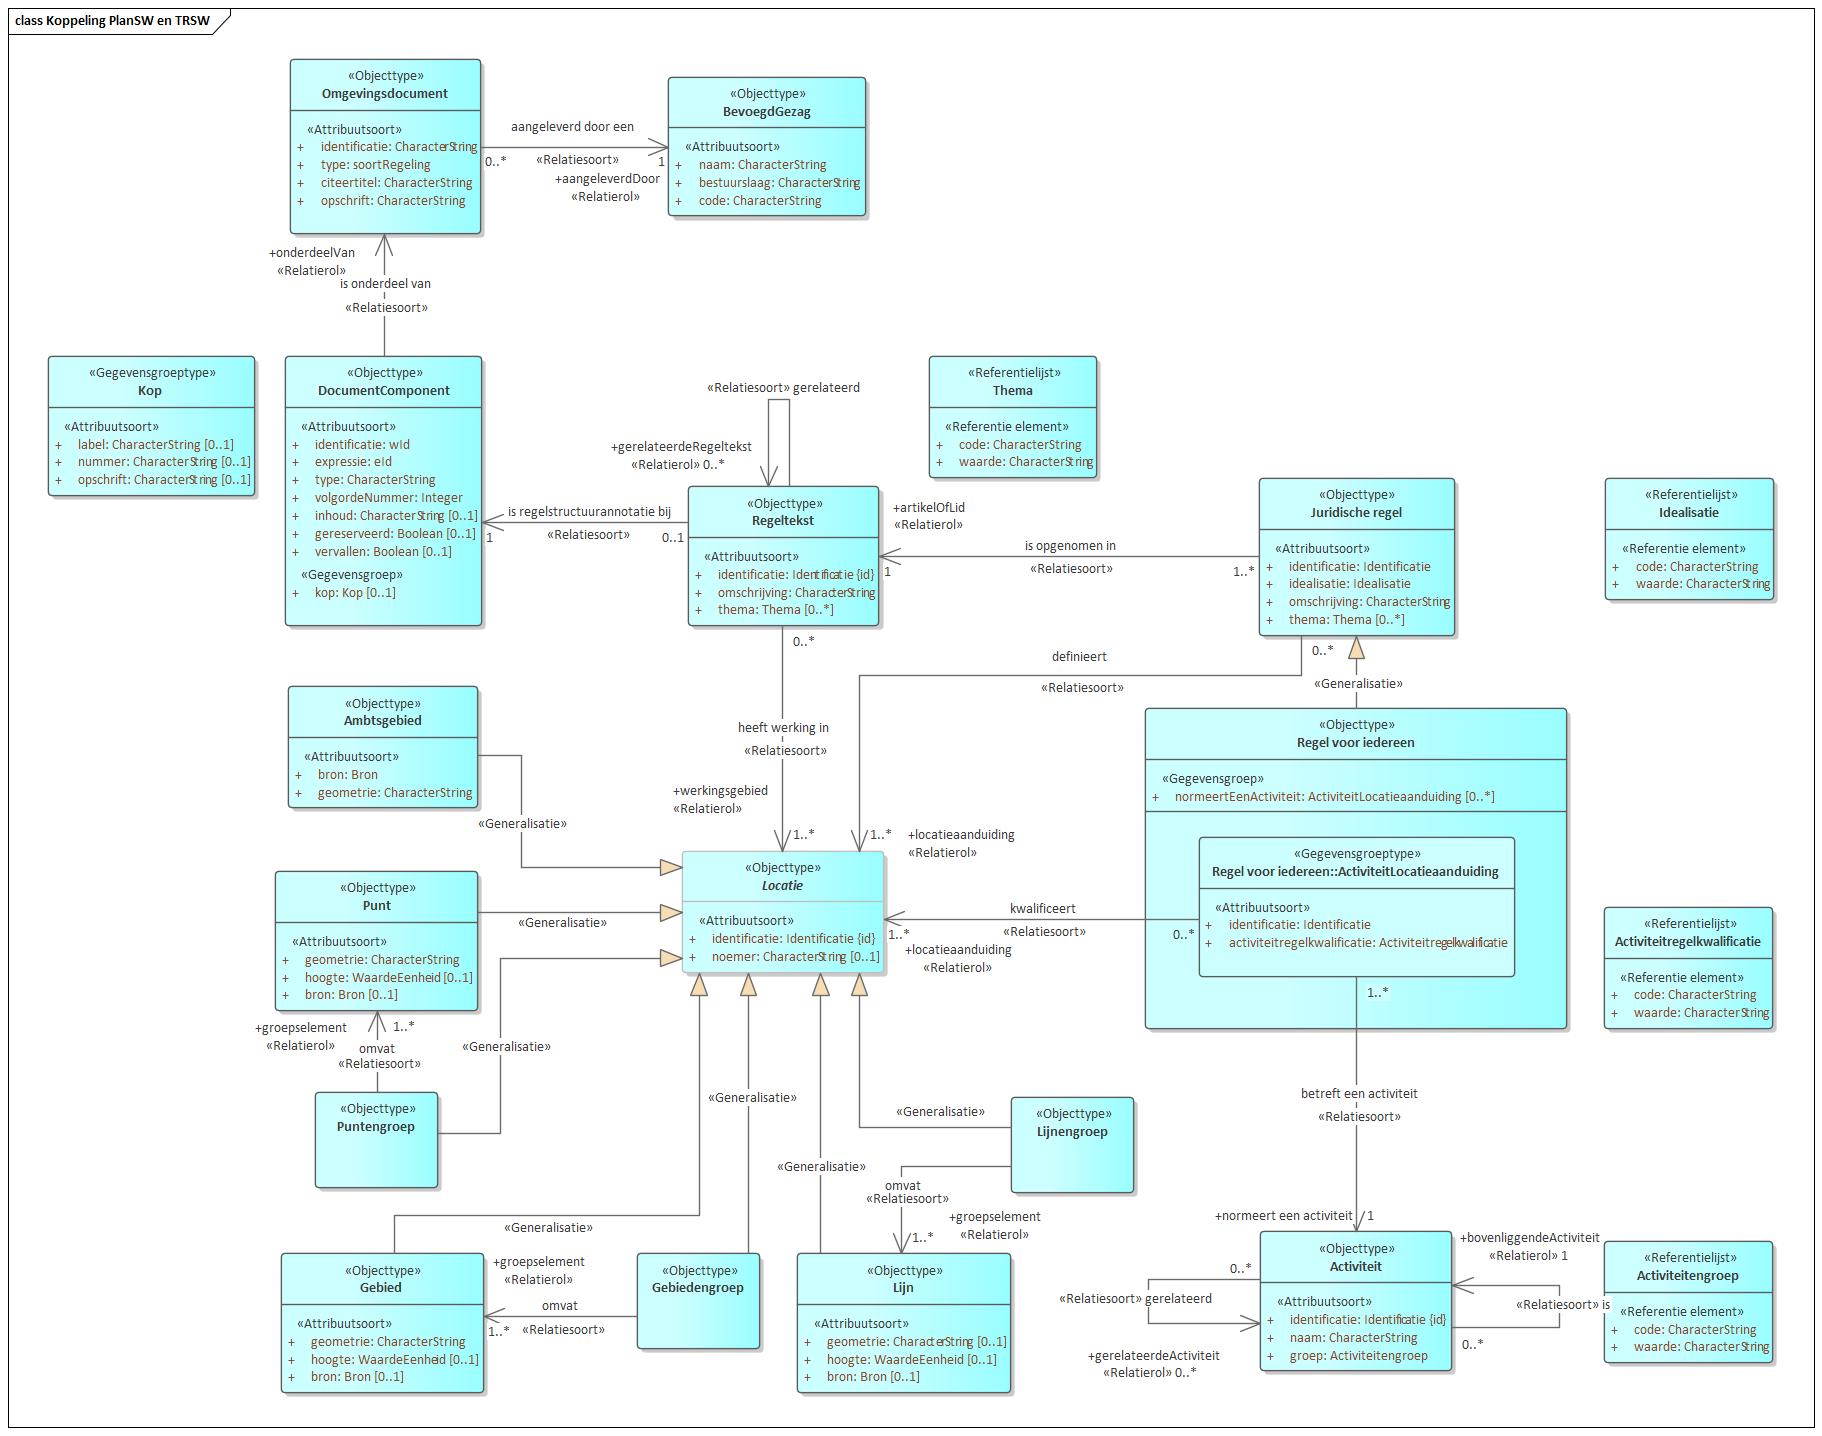 class Koppeling PlanSW en TRSW
«Objecttype»
Omgevingsdocument
«Attribuutsoort»
+ identificatie: CharacterString
+ type: soortRegeling
+ citeertitel: CharacterString
+ opschrift: CharacterString
aangeleverd door een
0..*
«Relatiesoort»
1
+aangeleverdDoor
«Relatierol»
«Objecttype»
BevoegdGezag
«Attribuutsoort»
+ naam: CharacterString
+ bestuurslaag: CharacterString
+ code: CharacterString
+onderdeelVan
«Relatierol»
is onderdeel van
«Relatiesoort»
«Gegevensgroeptype»
Kop
«Attribuutsoort»
+ label: CharacterString [0..1]
+ nummer: CharacterString [0..1]
+ opschrift: CharacterString [0..1]
«Objecttype»
DocumentComponent
«Attribuutsoort»
+ identificatie: wId
+ expressie: eId
+ type: CharacterString
+ volgordeNummer: Integer
+ inhoud: CharacterString [0..1]
+ gereserveerd: Boolean [0..1]
+ vervallen: Boolean [0..1]
«Gegevensgroep»
+ kop: Kop [0..1]
«Relatiesoort» gerelateerd
+gerelateerdeRegeltekst
«Relatierol» 0..*
is regelstructuurannotatie bij
1
«Relatiesoort»
0..1
«Objecttype»
Regeltekst
«Attribuutsoort»
+ identificatie: Identificatie {id}
+ omschrijving: CharacterString
+ thema: Thema [0..*]
«Referentielijst»
Thema
«Referentie element»
+ code: CharacterString
+ waarde: CharacterString
+artikelOfLid
«Relatierol»
is opgenomen in
1
«Relatiesoort»
1..*
«Objecttype»
Juridische regel
«Attribuutsoort»
+ identificatie: Identificatie
+ idealisatie: Idealisatie
+ omschrijving: CharacterString
+ thema: Thema [0..*]
«Referentielijst»
Idealisatie
«Referentie element»
+ code: CharacterString
+ waarde: CharacterString
0..*
heeft werking in
«Relatiesoort»
+werkingsgebied
«Relatierol»
1..*
0..*
definieert
«Relatiesoort»
1..*
+locatieaanduiding
«Relatierol»
«Generalisatie»
«Objecttype»
Ambtsgebied
«Attribuutsoort»
+ bron: Bron
+ geometrie: CharacterString
«Generalisatie»
«Objecttype»
Regel voor iedereen
«Gegevensgroep»
+ normeertEenActiviteit: ActiviteitLocatieaanduiding [0..*]
«Gegevensgroeptype»
Regel voor iedereen::ActiviteitLocatieaanduiding
«Attribuutsoort»
+ identificatie: Identificatie
+ activiteitregelkwalificatie: Activiteitregelkwalificatie
«Objecttype»
Locatie
«Attribuutsoort»
+ identificatie: Identificatie {id}
+ noemer: CharacterString [0..1]
kwalificeert
1..*
«Relatiesoort»
0..*
+locatieaanduiding
«Relatierol»
«Referentielijst»
Activiteitregelkwalificatie
«Referentie element»
+ code: CharacterString
+ waarde: CharacterString
«Objecttype»
Punt
«Attribuutsoort»
+ geometrie: CharacterString
+ hoogte: WaardeEenheid [0..1]
+ bron: Bron [0..1]
«Generalisatie»
+groepselement
«Relatierol»
1..*
omvat
«Relatiesoort»
«Generalisatie»
«Objecttype»
Puntengroep
«Generalisatie»
«Generalisatie»
«Generalisatie»
«Generalisatie»
«Objecttype»
Lijnengroep
omvat
«Relatiesoort»
+groepselement
«Relatierol»
1..*
1..*
betreft een activiteit
«Relatiesoort»
+normeert een activiteit
1
«Objecttype»
Gebied
«Attribuutsoort»
+ geometrie: CharacterString
+ hoogte: WaardeEenheid [0..1]
+ bron: Bron [0..1]
+groepselement
«Relatierol»
omvat
1..*
«Relatiesoort»
«Objecttype»
Gebiedengroep
«Objecttype»
Lijn
«Attribuutsoort»
+ geometrie: CharacterString [0..1]
+ hoogte: WaardeEenheid [0..1]
+ bron: Bron [0..1]
0..*
«Relatiesoort» gerelateerd
+gerelateerdeActiviteit
«Relatierol» 0..*
«Objecttype»
Activiteit
«Attribuutsoort»
+ identificatie: Identificatie {id}
+ naam: CharacterString
+ groep: Activiteitengroep
+bovenliggendeActiviteit
«Relatierol» 1
«Relatiesoort» is
0..*
«Referentielijst»
Activiteitengroep
«Referentie element»
+ code: CharacterString
+ waarde: CharacterString